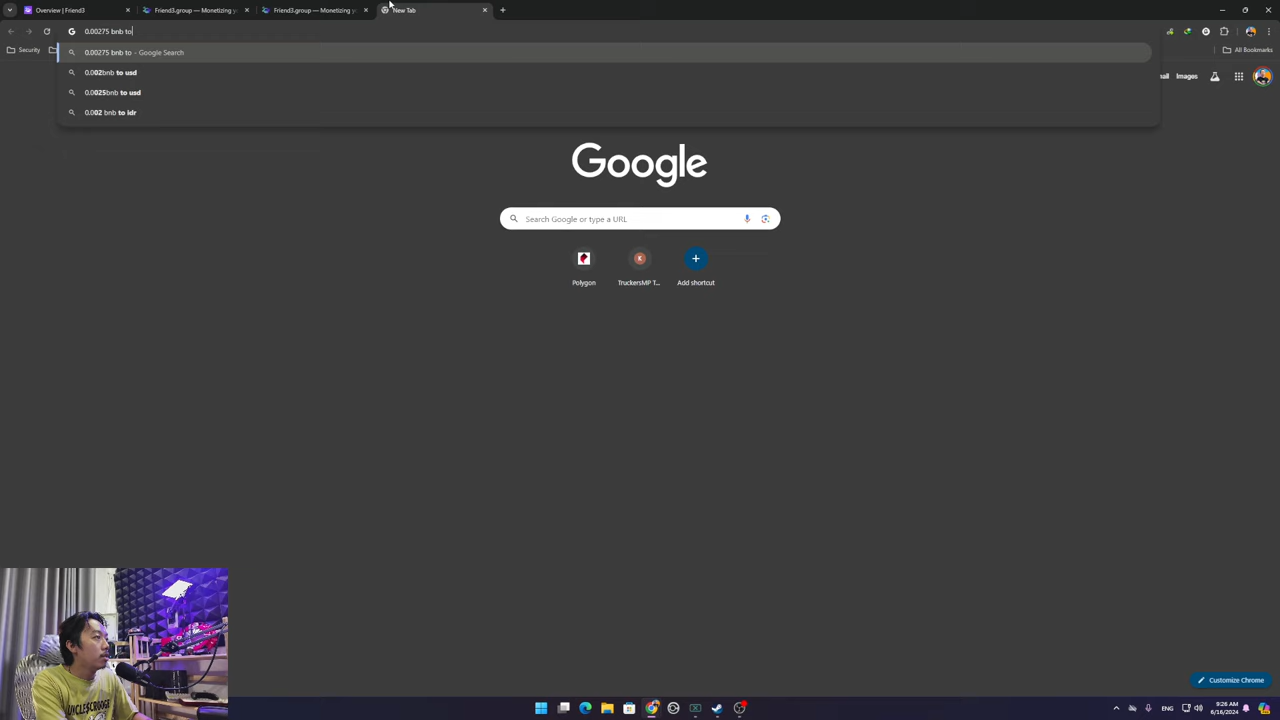 Overview | Friend3
Friend3.group — Monetizing y
Friend3.group — Monetizing y
New Tab
0.00275 bnb to
Security
All Bookmarks
0.00275 bnb to - Google Search
0.002bnb to usd
0.0025bnb to usd
0.002 bnb to idr
Images
Google
Search Google or type a URL
K
Polygon
TruckersMP T...
Add shortcut
Customize Chrome
ENG
9:26 AM
6/16/2024